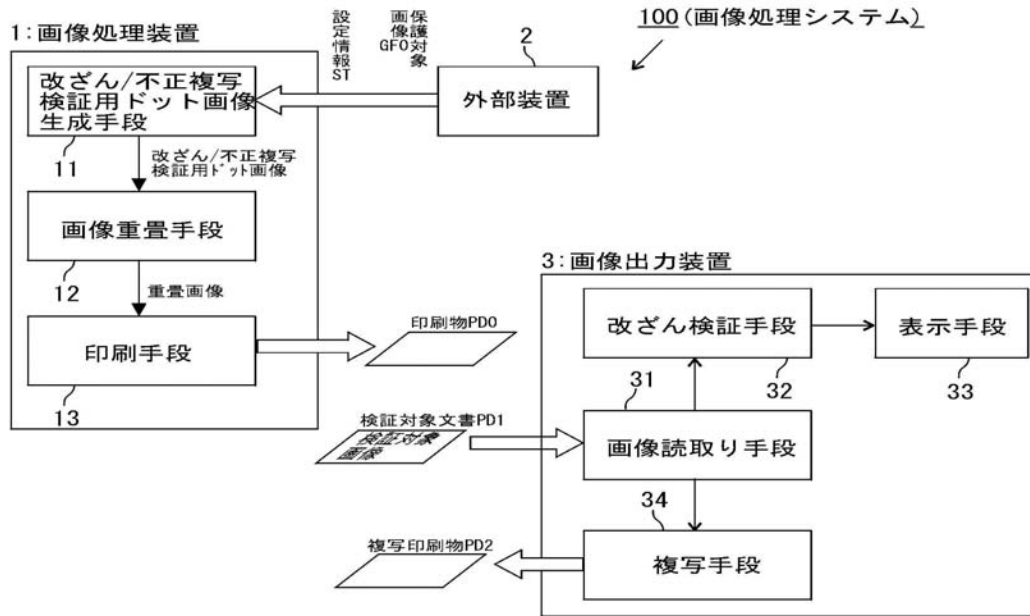 100(画像処理システム)
1:画像処理装置
設定情報ST
保護対象
画像GFO
2
外部装置
改ざん/不正複写
検証用ドット画像
生成手段
11
改ざん/不正複写
検証用ドット画像
画像重畳手段
12
重畳画像
印刷手段
13
印刷物PD0
3:画像出力装置
改ざん検証手段
32
表示手段
33
31
検証対象文書PD1
検証対象
画像
画像読取り手段
34
複写印刷物PD2
複写手段